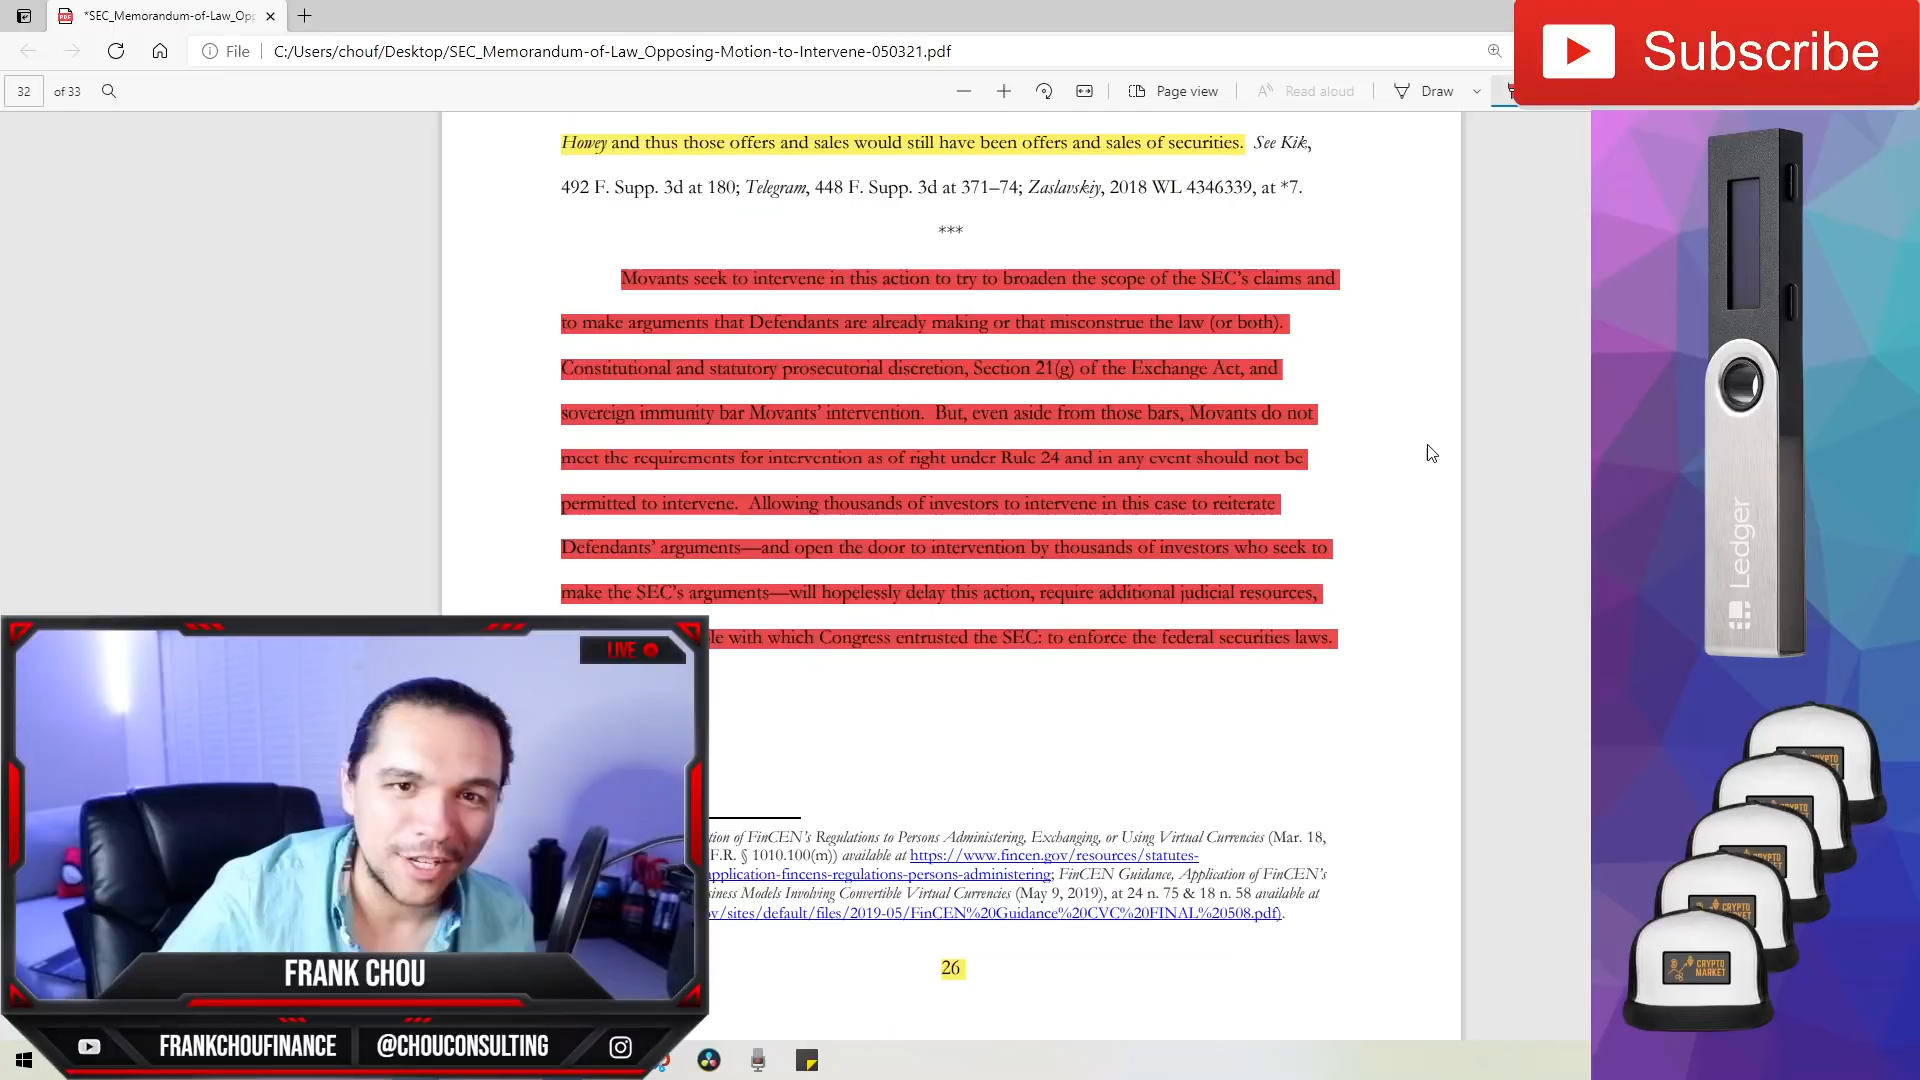 *SEC_Memorandum-of-Law_Op
File
C:/Users/chouf/Desktop/SEC_Memorandum-of-Law_Opposing-Motion-to-Intervene-050321.pdf
Subscribe
32 of 33
Page view
Read aloud
Draw
Howey and thus those offers and sales would still have been offers and sales of securities. See Kik,
492 F. Supp. 3d at 180; Telegram, 448 F. Supp. 3d at 371–74; Zaslavskiy, 2018 WL 4346339, at *7.
***
Movants seek to intervene in this action to try to broaden the scope of the SEC's claims and
to make arguments that Defendants are already making or that misconstrue the law (or both).
Constitutional and statutory prosecutorial discretion, Section 21(g) of the Exchange Act, and
sovereign immunity bar Movants' intervention. But, even aside from those bars, Movants do not
meet the requirements for intervention as of right under Rule 24 and in any event should not be
permitted to intervene. Allowing thousands of investors to intervene in this case to reiterate
Defendants' arguments—and open the door to intervention by thousands of investors who seek to
make the SEC's arguments—will hopelessly delay this action, require additional judicial resources,
le with which Congress entrusted the SEC: to enforce the federal securities laws.
tion of FinCEN's Regulations to Persons Administering, Exchanging, or Using Virtual Currencies (Mar. 18,
F.R. § 1010.100(m)) available at https://www.fincen.gov/resources/statutes-
application-fincens-regulations-persons-administering; FinCEN Guidance, Application of FinCEN's
siness Models Involving Convertible Virtual Currencies (May 9, 2019), at 24 n. 75 & 18 n. 58 available at
ov/sites/default/files/2019-05/FinCEN%20Guidance%20CVC%20FINAL%20508.pdf).
26
LIVE
FRANK CHOU
FRANKCHOUFINANCE
@CHOUCONSULTING
Ledger
CRYPTO
CRYPTO
CRYPTO
CRYPTO
CRYPTO
MARKET